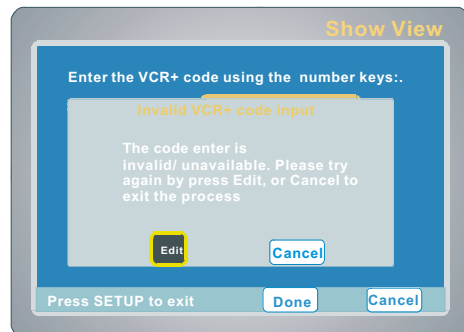 Show View
Enter the VCR+ code using the number keys:.
Invalid VCR+ code input
The code enter is
invalid/ unavailable. Please try
again by press Edit, or Cancel to
exit the process
Edit Cancel
Press SETUP to exit Done Cancel